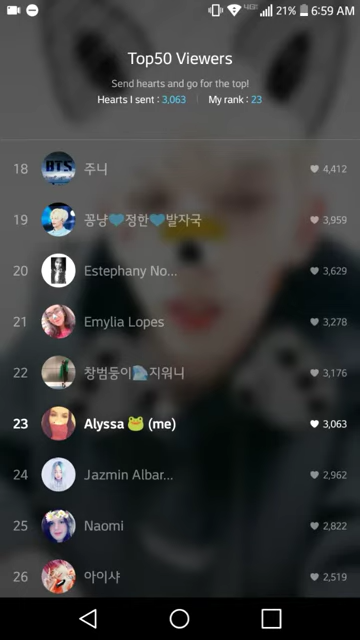 4G 21% 6:59 AM
Top50 Viewers
Send hearts and go for the top!
Hearts I sent : 3,063 | My rank : 23
18 BTS 주니 4,412
19 꽁냥💙정한💙발자국 3,959
20 Estephany No... 3,629
21 Emylia Lopes 3,278
22 창범둥이 지워니 3,176
23 Alyssa 🐸 (me) 3,063
24 Jazmin Albar... 2,962
25 Naomi 2,822
26 아이샤 2,519